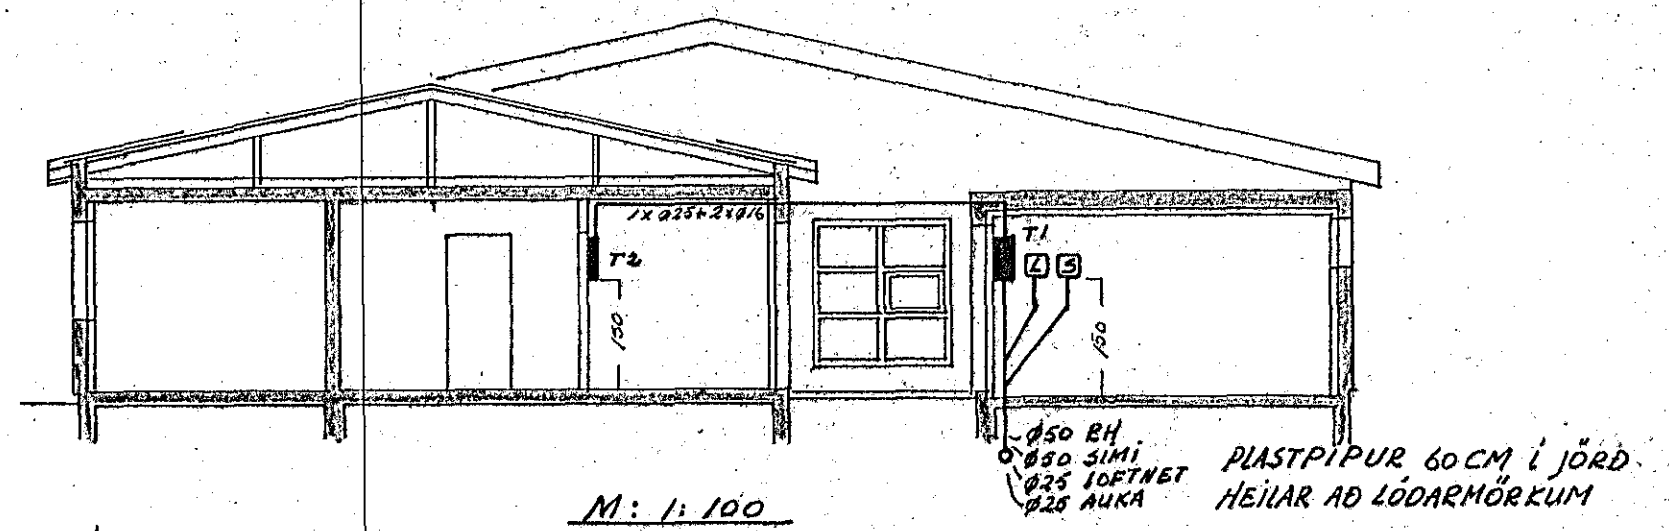 1x ø25+2xø16
T2
150
T1
L S
150
ø50 RH
ø50 SÍMI
ø25 LOFTNET
ø25 AUKA
PLASTPÍPUR 60 CM Í JÖRÐ
HEILAR AÐ LÓÐARMÖRKUM
M: 1:100